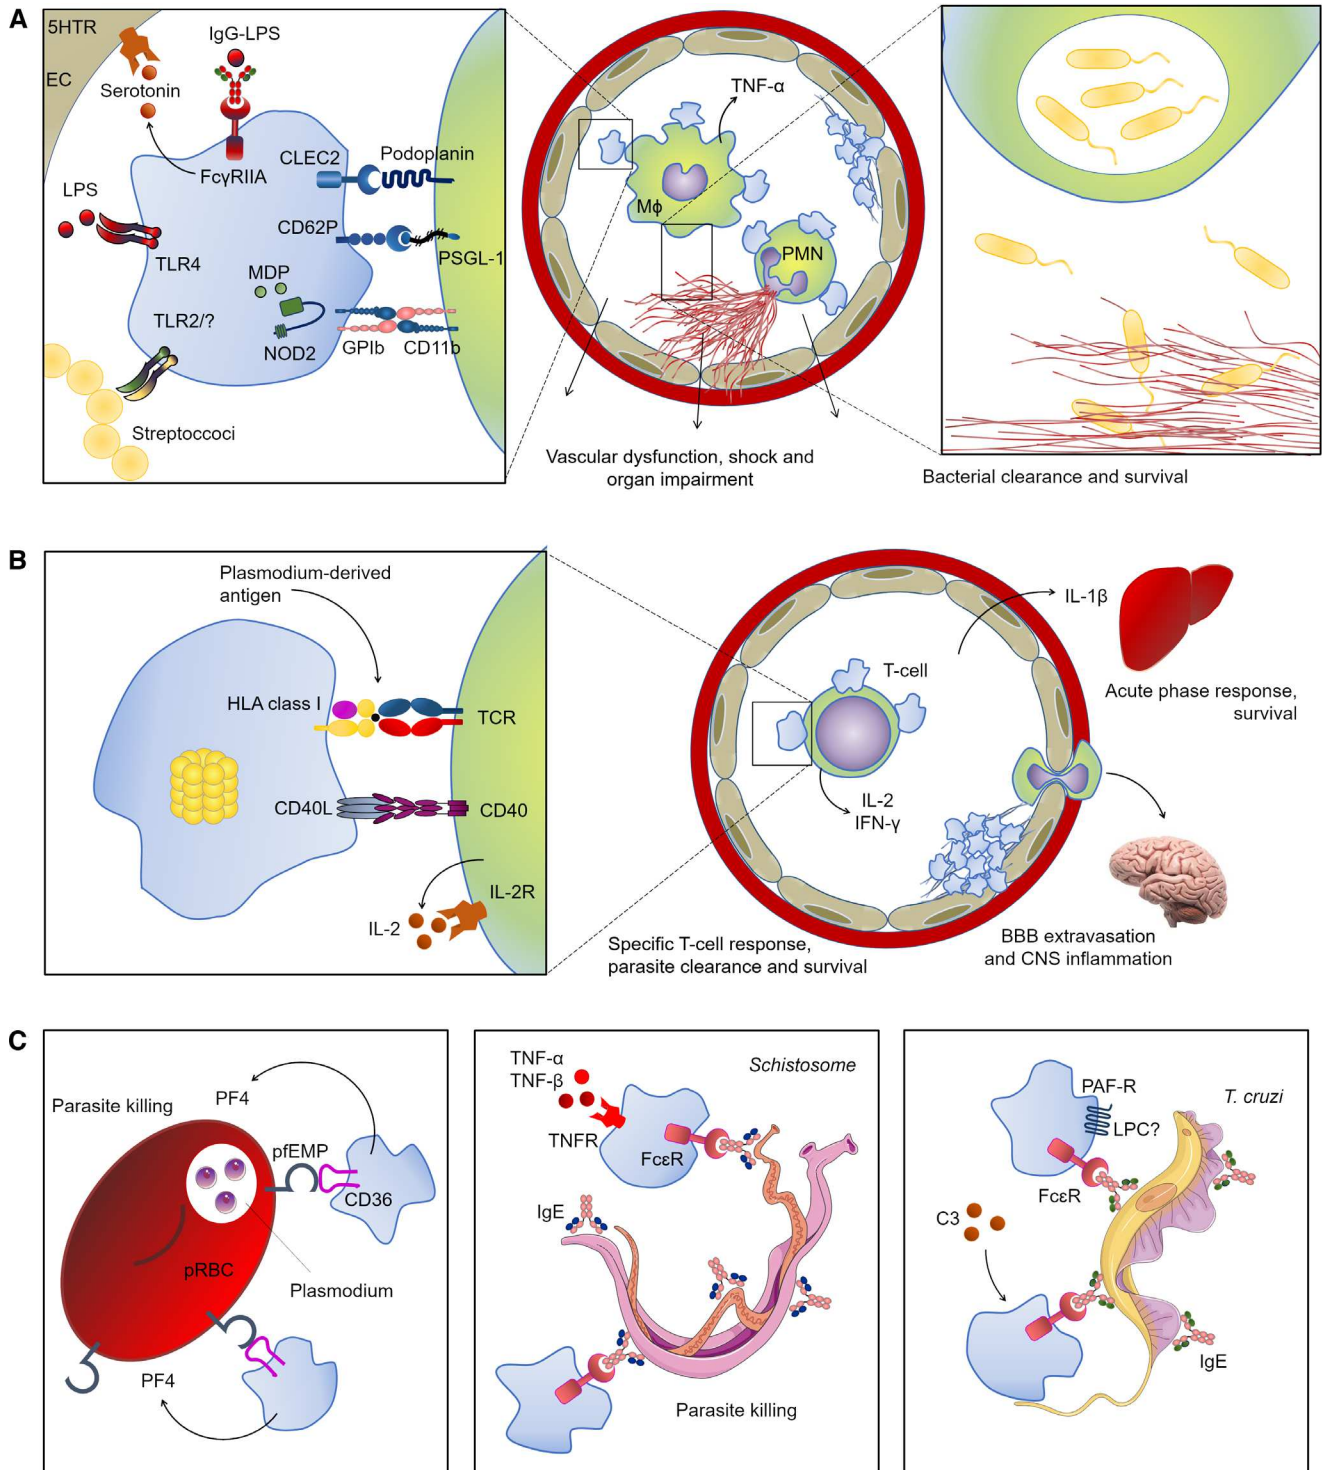 A
5HTR
EC
Serotonin
IgG-LPS
FcγRIIA
LPS
TLR4
TLR2/?
Streptoccoci
MDP
NOD2
CLEC2
Podoplanin
CD62P
PSGL-1
GPIb
CD11b
TNF-α
Mϕ
PMN
Vascular dysfunction, shock and
organ impairment
Bacterial clearance and survival
B
Plasmodium-derived
antigen
HLA class I
TCR
CD40L
CD40
IL-2R
IL-2
T-cell
IL-2
IFN-γ
IL-1β
Acute phase response,
survival
Specific T-cell response,
parasite clearance and survival
BBB extravasation
and CNS inflammation
C
Parasite killing
PF4
pfEMP
CD36
pRBC
Plasmodium
PF4
TNF-α
TNF-β
TNFR
FcεR
Schistosome
IgE
Parasite killing
PAF-R
LPC?
T. cruzi
FcεR
C3
IgE